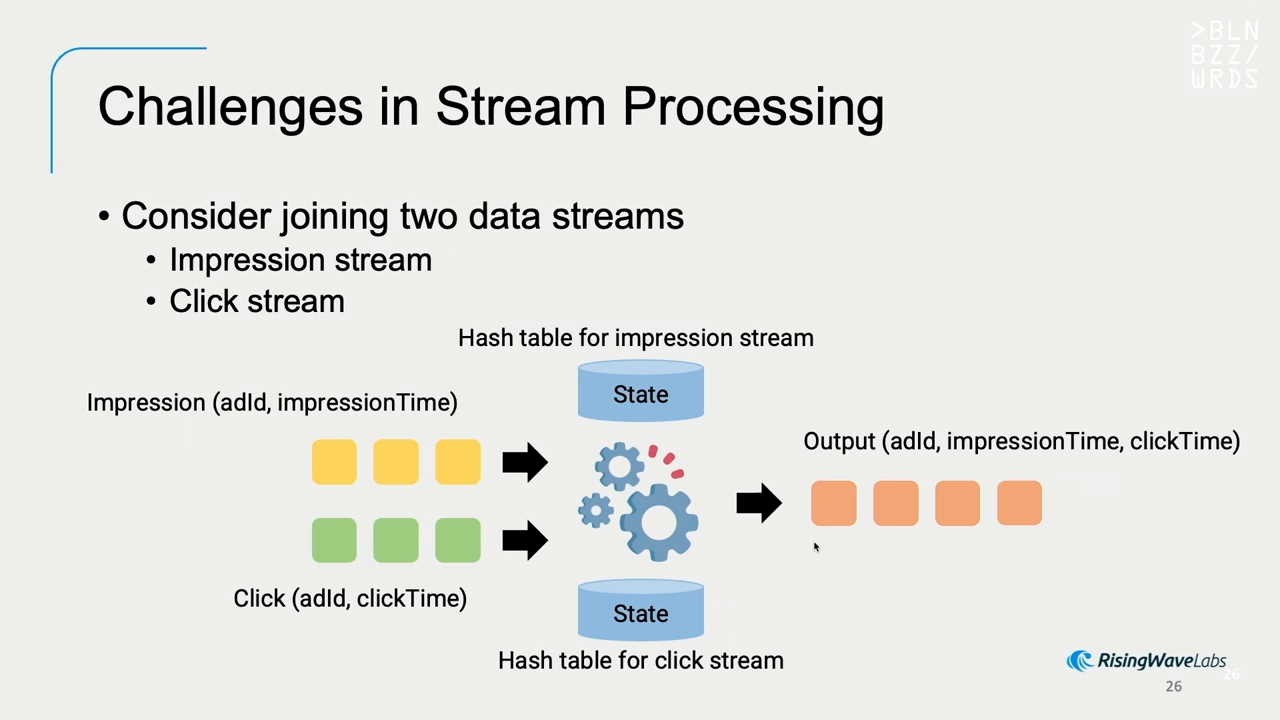 >BLN
BZZ/
WRDS
Challenges in Stream Processing
• Consider joining two data streams
• Impression stream
• Click stream
Hash table for impression stream
State
Impression (adId, impressionTime)
Output (adId, impressionTime, clickTime)
Click (adId, clickTime)
State
Hash table for click stream
RisingWaveLabs
26
26